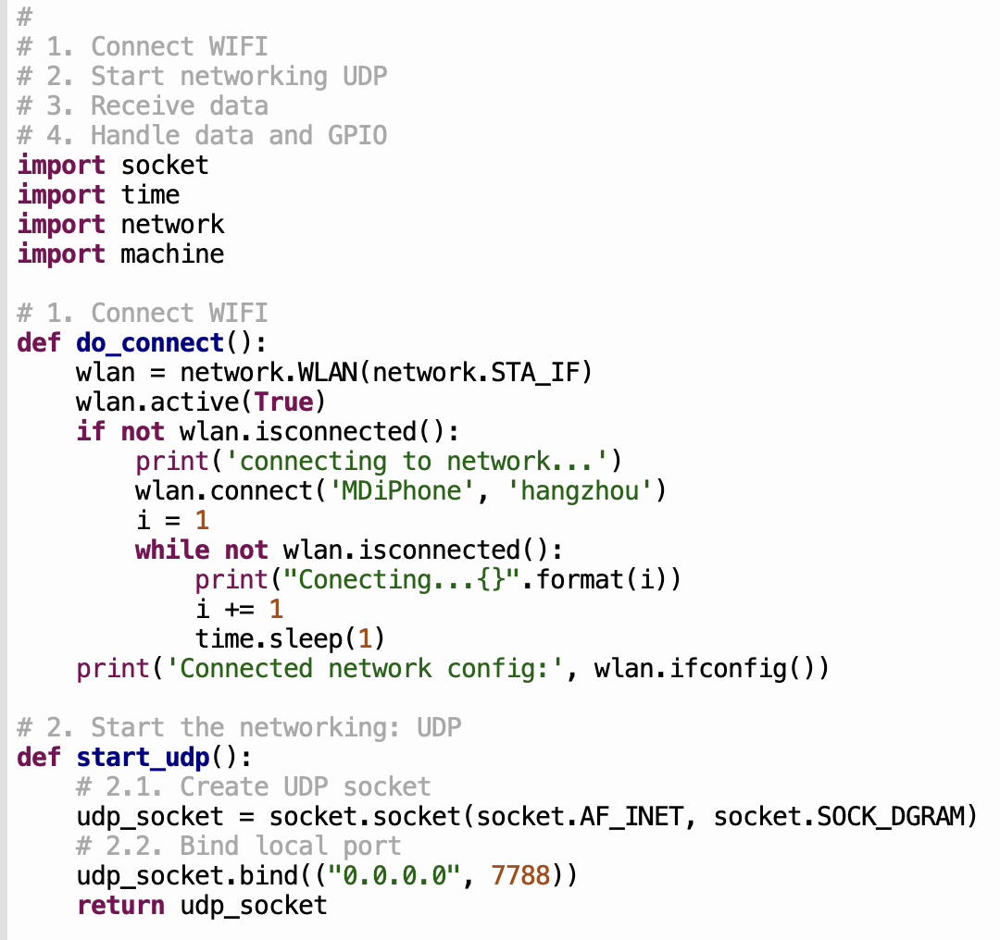 #
# 1. Connect WIFI
# 2. Start networking UDP
# 3. Receive data
# 4. Handle data and GPIO
import socket
import time
import network
import machine

# 1. Connect WIFI
def do_connect():
    wlan = network.WLAN(network.STA_IF)
    wlan.active(True)
    if not wlan.isconnected():
        print('connecting to network...')
        wlan.connect('MDiPhone', 'hangzhou')
        i = 1
        while not wlan.isconnected():
            print("Conecting...{}".format(i))
            i += 1
            time.sleep(1)
    print('Connected network config:', wlan.ifconfig())

# 2. Start the networking: UDP
def start_udp():
    # 2.1. Create UDP socket
    udp_socket = socket.socket(socket.AF_INET, socket.SOCK_DGRAM)
    # 2.2. Bind local port
    udp_socket.bind(("0.0.0.0", 7788))
    return udp_socket